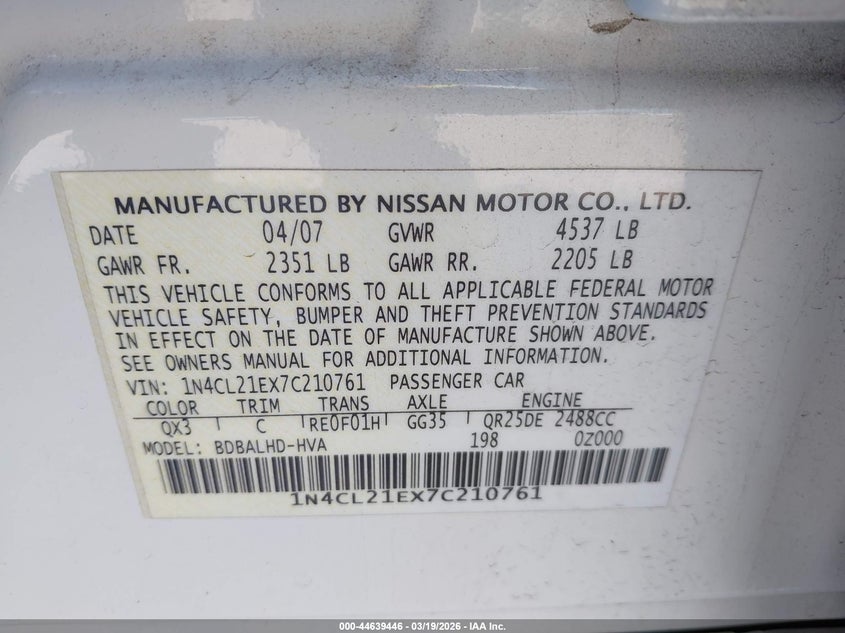 MANUFACTURED BY NISSAN MOTOR CO., LTD.
DATE 04/07 GVWR 4537 LB
GAWR FR. 2351 LB GAWR RR. 2205 LB
THIS VEHICLE CONFORMS TO ALL APPLICABLE FEDERAL MOTOR
VEHICLE SAFETY, BUMPER AND THEFT PREVENTION STANDARDS
IN EFFECT ON THE DATE OF MANUFACTURE SHOWN ABOVE.
SEE OWNERS MANUAL FOR ADDITIONAL INFORMATION.
VIN: 1N4CL21EX7C210761 PASSENGER CAR
COLOR TRIM TRANS AXLE ENGINE
QX3 C RE0F01H GG35 QR25DE 2488CC
MODEL: BDBALHD-HVA 198 0Z000
1N4CL21EX7C210761
000-44639446 - 03/19/2026 - IAA Inc.